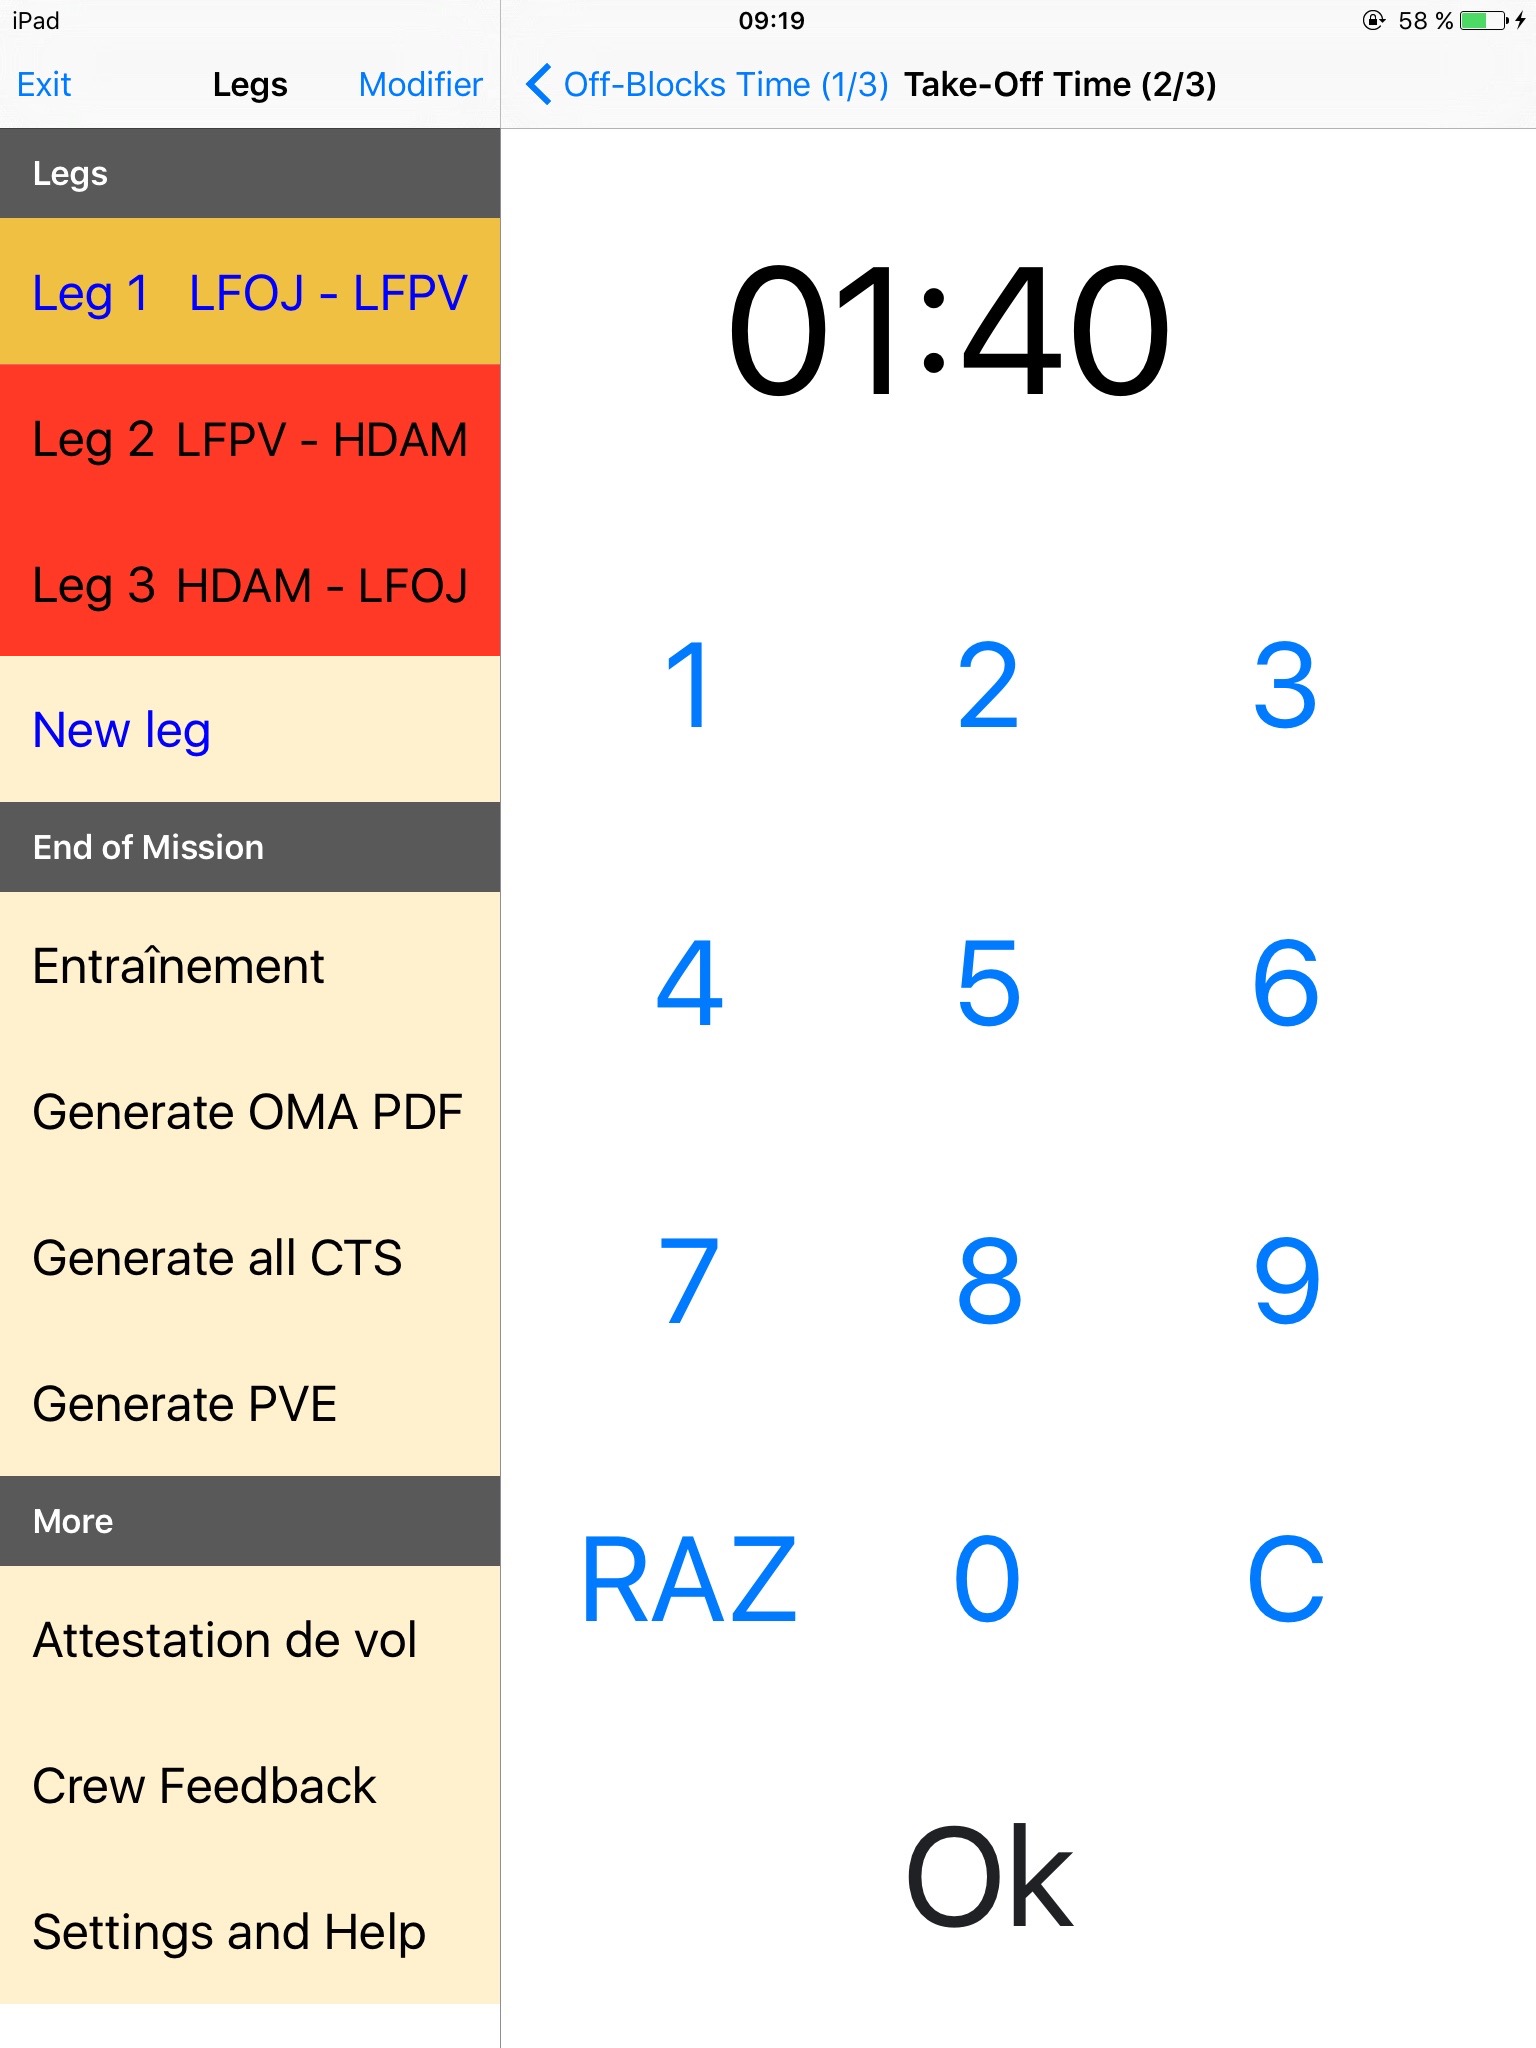 iPad
09:19
58 %
Exit
Legs
Modifier
Off-Blocks Time (1/3)
Take-Off Time (2/3)
Legs
Leg 1 LFOJ - LFPV
Leg 2 LFPV - HDAM
Leg 3 HDAM - LFOJ
New leg
End of Mission
Entraînement
Generate OMA PDF
Generate all CTS
Generate PVE
More
Attestation de vol
Crew Feedback
Settings and Help
01:40
1 2 3
4 5 6
7 8 9
RAZ 0 C
Ok